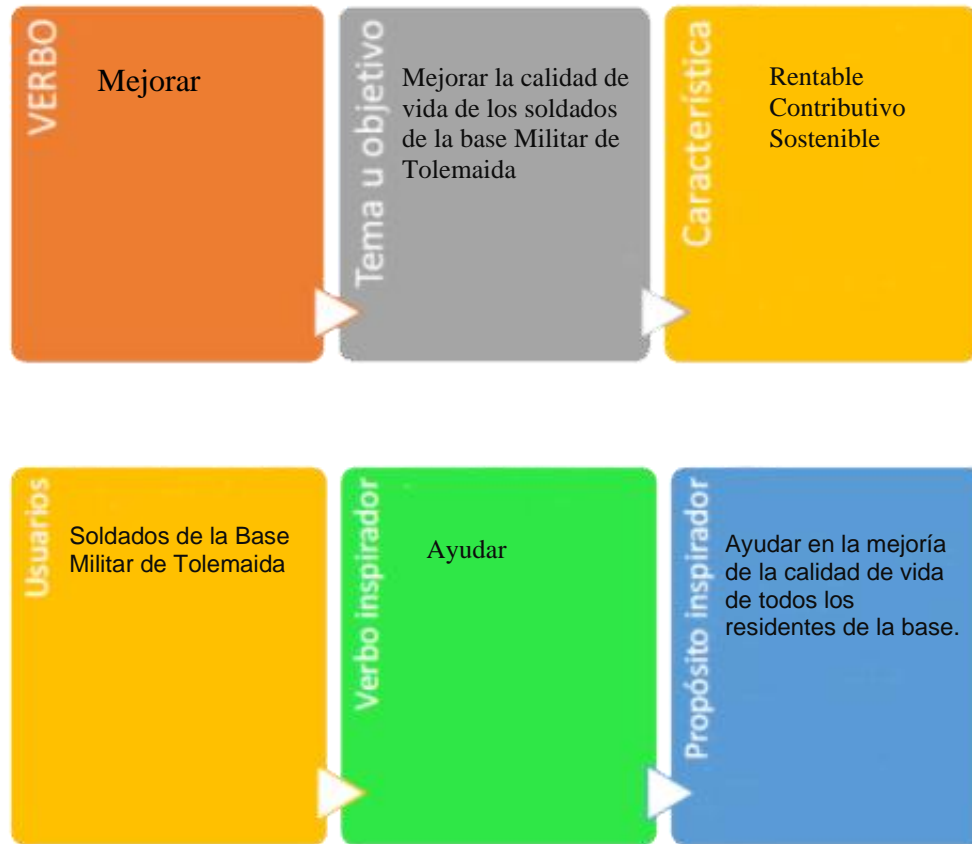 VERBO
Mejorar
Tema u objetivo
Mejorar la calidad de
vida de los soldados
de la base Militar de
Tolemaida
Característica
Rentable
Contributivo
Sostenible
Usuarios
Soldados de la Base
Militar de Tolemaida
Verbo inspirador
Ayudar
Propósito inspirador
Ayudar en la mejoría
de la calidad de vida
de todos los
residentes de la base.